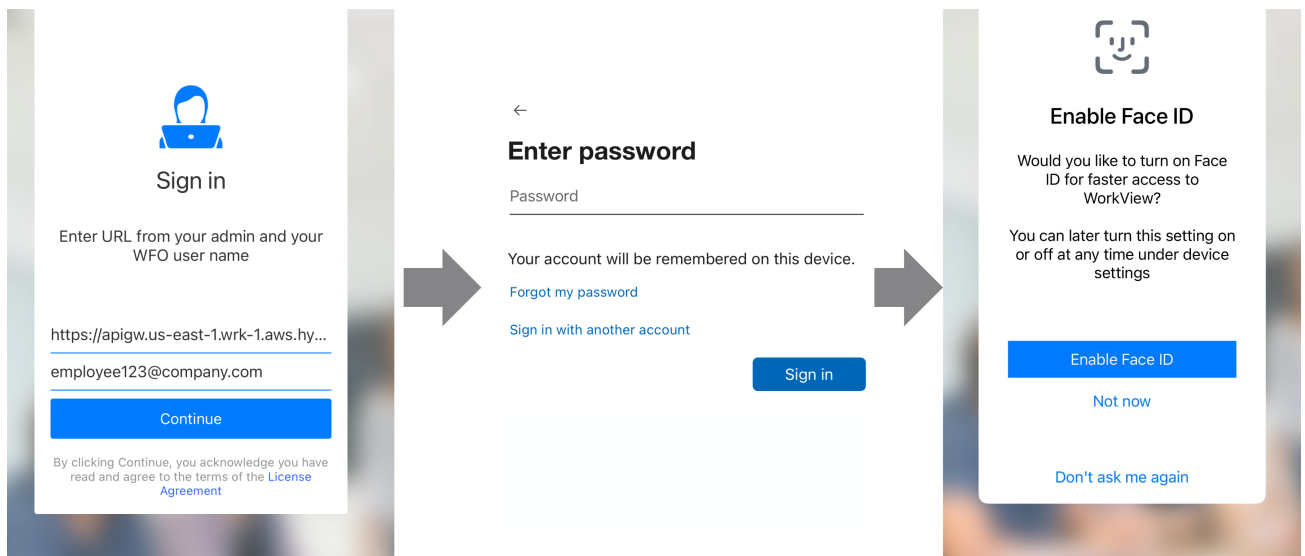 Sign in
Enter URL from your admin and your
WFO user name
https://apigw.us-east-1.wrk-1.aws.hy...
employee123@company.com
Continue
By clicking Continue, you acknowledge you have
read and agree to the terms of the License
Agreement
←
Enter password
Password
Your account will be remembered on this device.
Forgot my password
Sign in with another account
Sign in
Enable Face ID
Would you like to turn on Face
ID for faster access to
WorkView?
You can later turn this setting on
or off at any time under device
settings
Enable Face ID
Not now
Don't ask me again